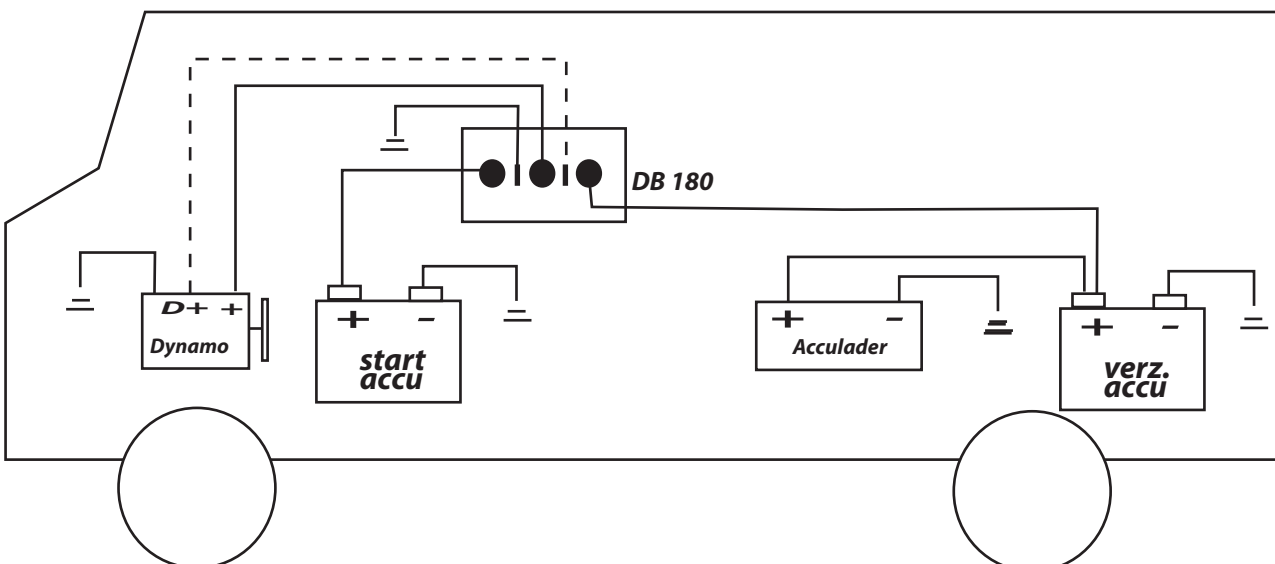 DB 180
D+ +
Dynamo
+ -
start
accu
+ -
Acculader
+ -
verz.
accu